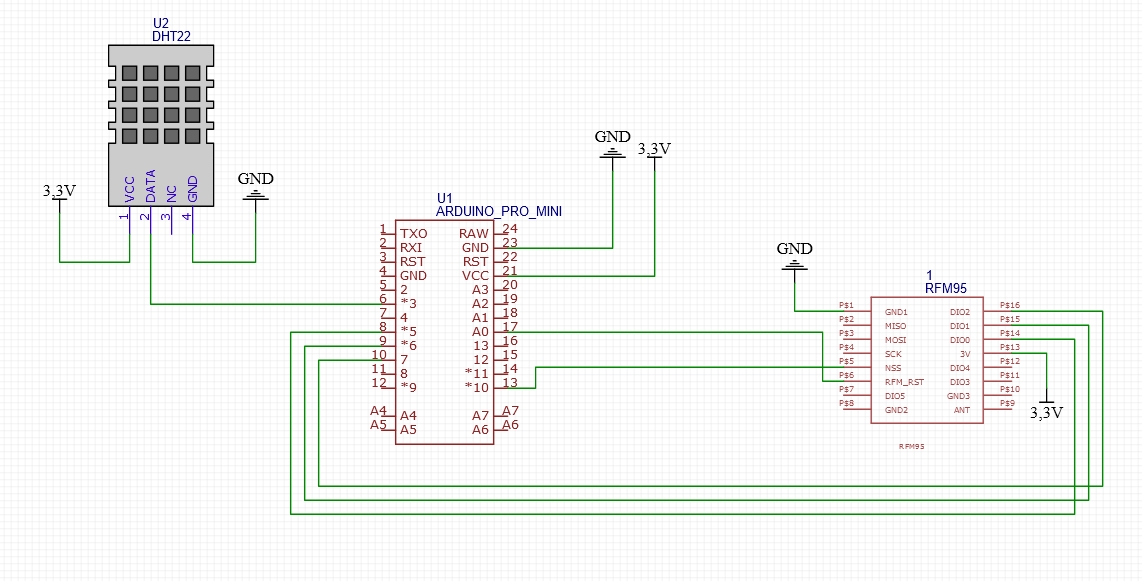 U2
DHT22
VCC
DATA
NC
GND
1
2
3
4
3,3V
GND
GND
3,3V
U1
ARDUINO_PRO_MINI
1 TXO RAW 24
2 RXI GND 23
3 RST RST 22
4 GND VCC 21
5 2 A3 20
6 *3 A2 19
7 4 A1 18
8 *5 A0 17
9 *6 13 16
10 7 12 15
11 8 *11 14
12 *9 *10 13
A4 A4 A7 A7
A5 A5 A6 A6
GND
1
RFM95
P$1 GND1 DIO2 P$16
P$2 MISO DIO1 P$15
P$3 MOSI DIO0 P$14
P$4 SCK 3V P$13
P$5 NSS DIO4 P$12
P$6 RFM_RST DIO3 P$11
P$7 DIO5 GND3 P$10
P$8 GND2 ANT P$9
3,3V
RFM95